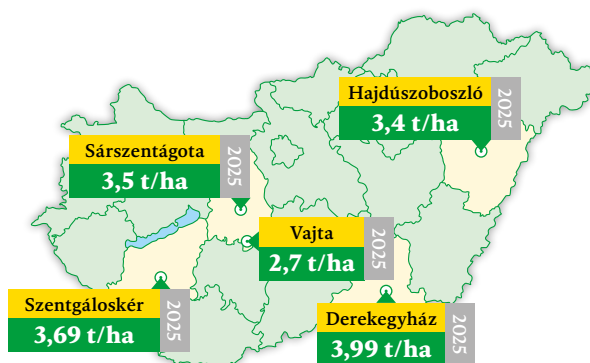 Hajdúszoboszló
3,4 t/ha
2025
Sárszentágota
3,5 t/ha
2025
Vajta
2,7 t/ha
2025
Szentgáloskér
3,69 t/ha
2025
Derekegyház
3,99 t/ha
2025